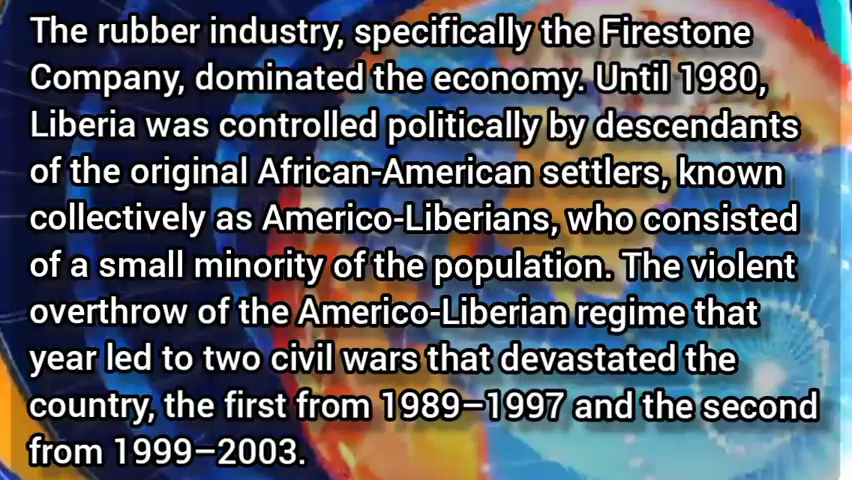 The rubber industry, specifically the Firestone
Company, dominated the economy. Until 1980,
Liberia was controlled politically by descendants
of the original African-American settlers, known
collectively as Americo-Liberians, who consisted
of a small minority of the population. The violent
overthrow of the Americo-Liberian regime that
year led to two civil wars that devastated the
country, the first from 1989–1997 and the second
from 1999–2003.